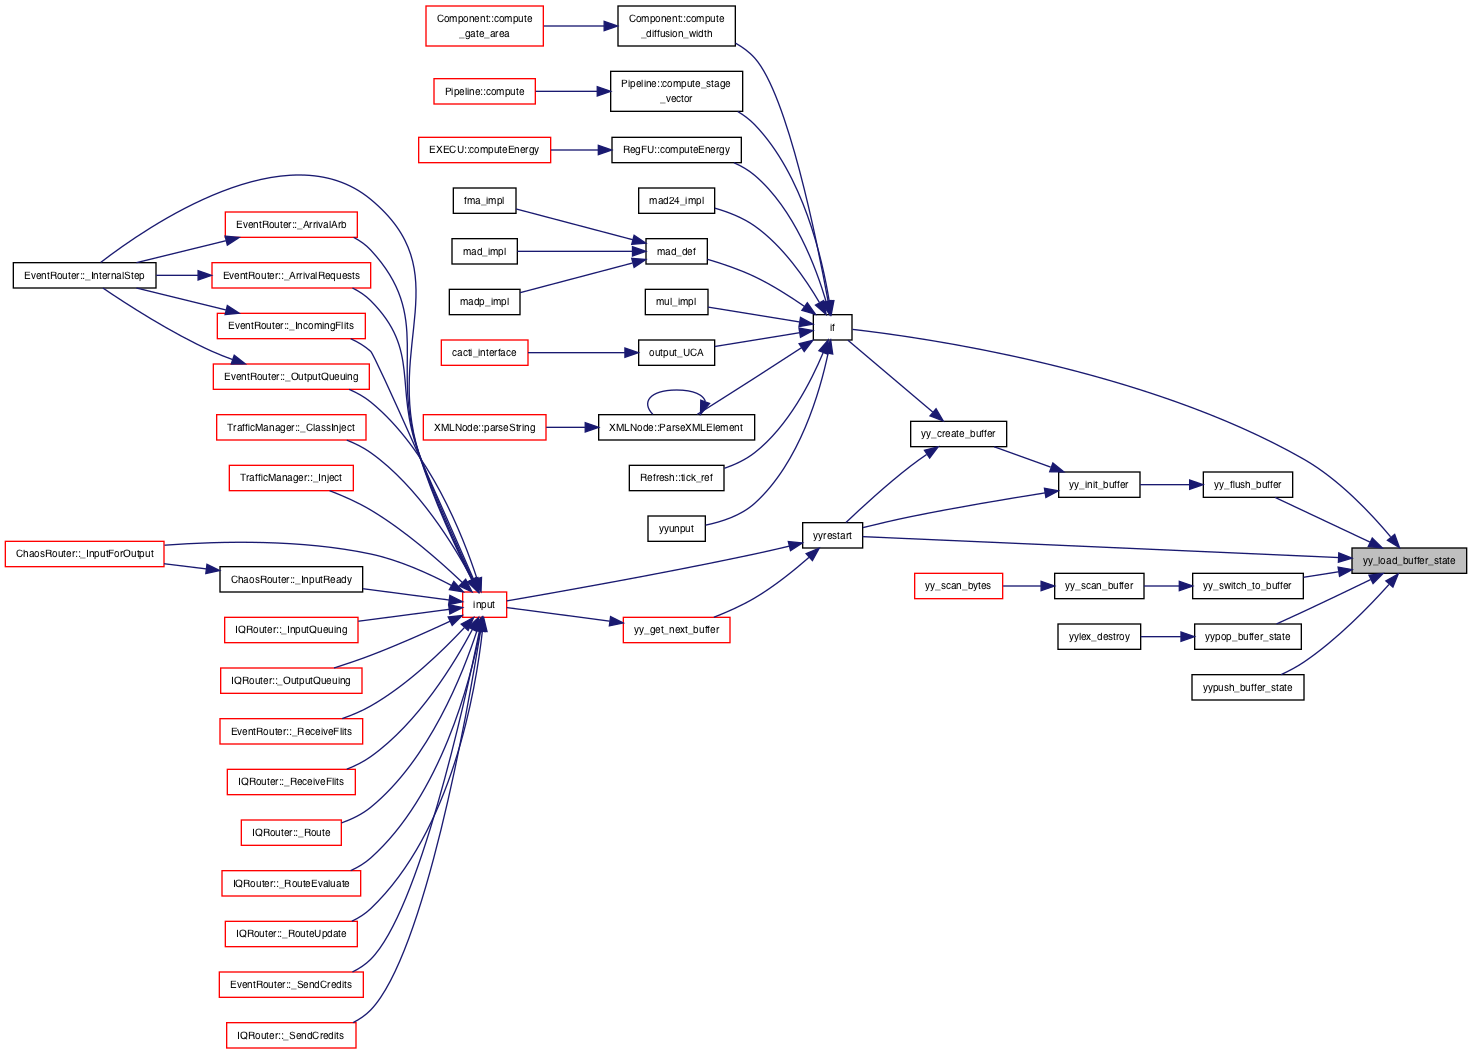 Component::compute
_gate_area
Component::compute
_diffusion_width
Pipeline::compute
Pipeline::compute_stage
_vector
EXECU::computeEnergy
RegFU::computeEnergy
fma_impl
mad24_impl
EventRouter::_ArrivalArb
mad_impl
mad_def
EventRouter::_InternalStep
EventRouter::_ArrivalRequests
madp_impl
mul_impl
EventRouter::_IncomingFlits
if
cacti_interface
output_UCA
EventRouter::_OutputQueuing
TrafficManager::_ClassInject
XMLNode::parseString
XMLNode::ParseXMLElement
yy_create_buffer
TrafficManager::_Inject
Refresh::tick_ref
yy_init_buffer
yy_flush_buffer
yyunput
yyrestart
ChaosRouter::_InputForOutput
yy_load_buffer_state
ChaosRouter::_InputReady
yy_scan_bytes
yy_scan_buffer
yy_switch_to_buffer
input
IQRouter::_InputQueuing
yy_get_next_buffer
yylex_destroy
yypop_buffer_state
IQRouter::_OutputQueuing
yypush_buffer_state
EventRouter::_ReceiveFlits
IQRouter::_ReceiveFlits
IQRouter::_Route
IQRouter::_RouteEvaluate
IQRouter::_RouteUpdate
EventRouter::_SendCredits
IQRouter::_SendCredits